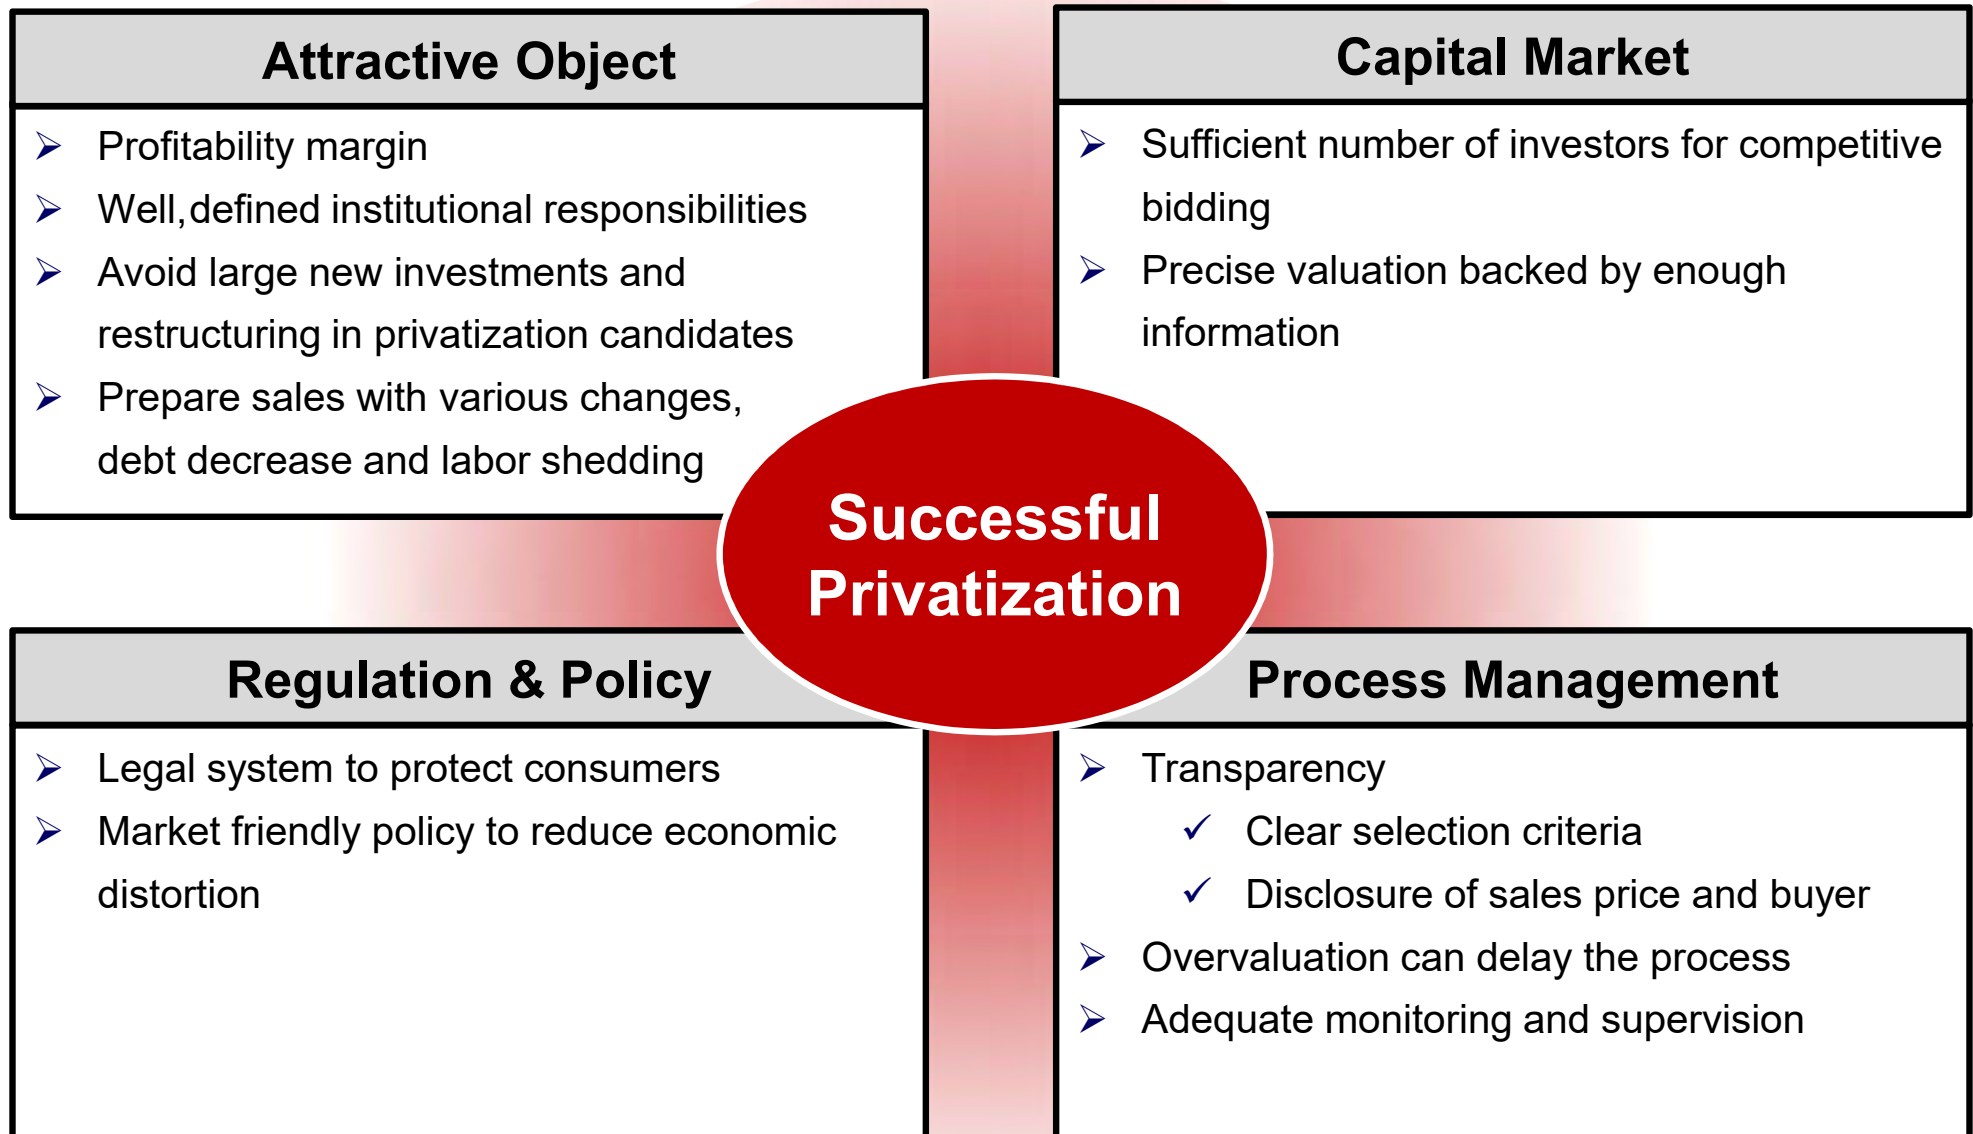 Attractive Object
Profitability margin
Well,defined institutional responsibilities
Avoid large new investments and
restructuring in privatization candidates
Prepare sales with various changes,
debt decrease and labor shedding
Capital Market
Sufficient number of investors for competitive
bidding
Precise valuation backed by enough
information
Successful
Privatization
Regulation & Policy
Legal system to protect consumers
Market friendly policy to reduce economic
distortion
Process Management
Transparency
Clear selection criteria
Disclosure of sales price and buyer
Overvaluation can delay the process
Adequate monitoring and supervision